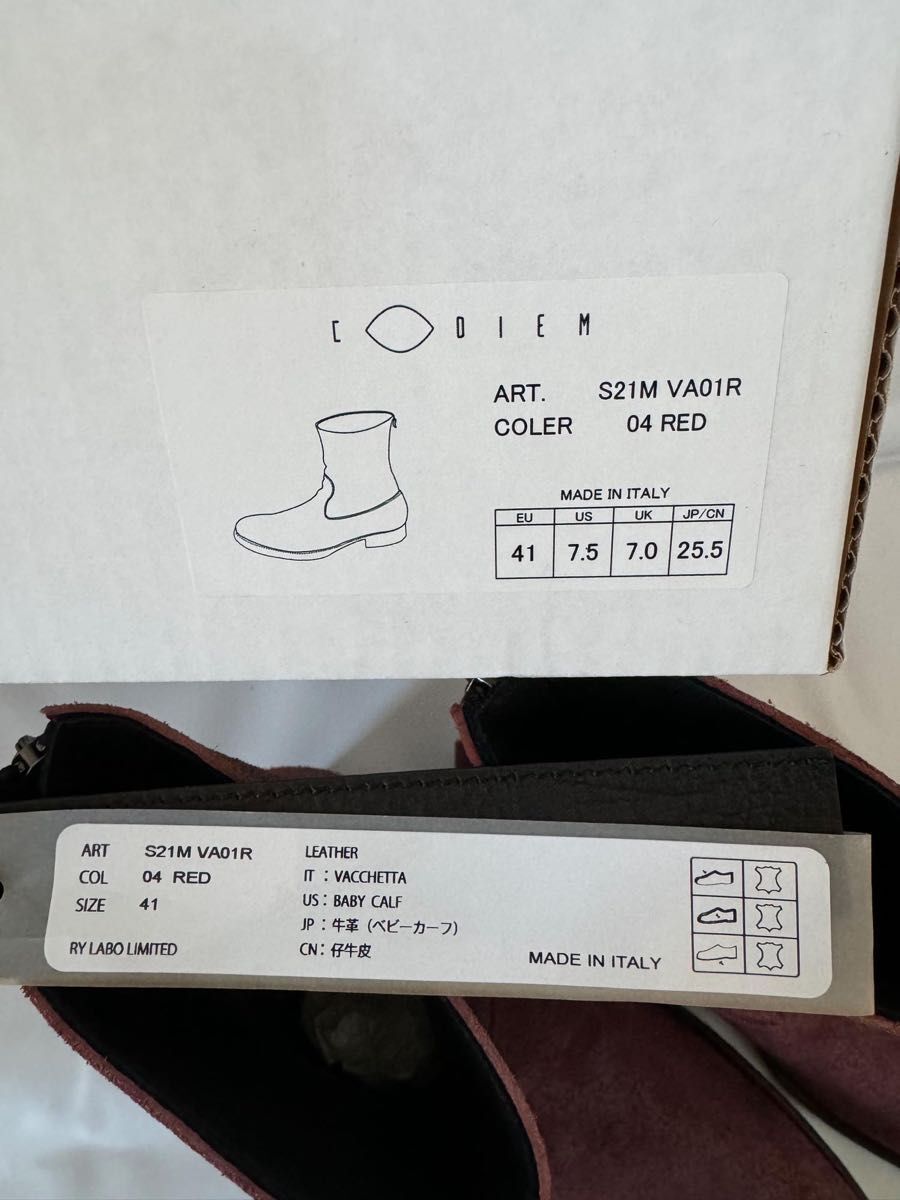 CODIEM
ART. S21M VA01R
COLER 04 RED
MADE IN ITALY
EU US UK JP/CN
41 7.5 7.0 25.5
ART S21M VA01R
COL 04 RED
SIZE 41
RY LABO LIMITED
LEATHER
IT : VACCHETTA
US : BABY CALF
JP : 牛革 (ベビーカーフ)
CN : 仔牛皮
MADE IN ITALY